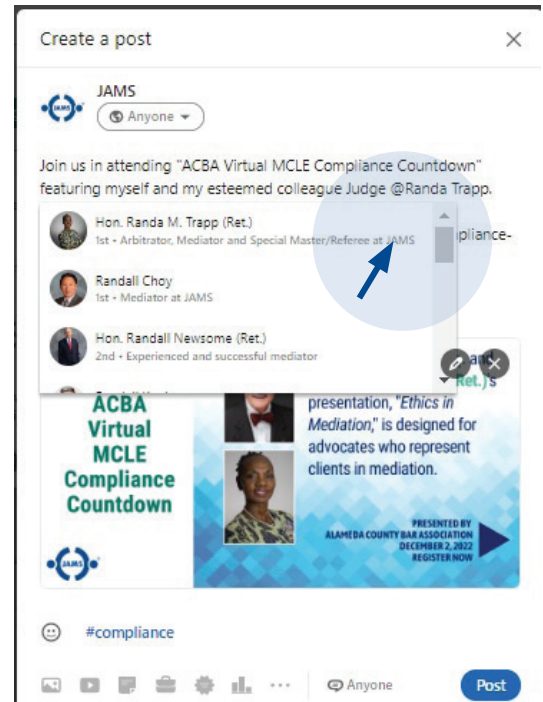 Create a post
JAMS
JAMS
Anyone
Join us in attending "ACBA Virtual MCLE Compliance Countdown"
featuring myself and my esteemed colleague Judge @Randa Trapp.
Hon. Randa M. Trapp (Ret.)
1st • Arbitrator, Mediator and Special Master/Referee at JAMS
pliance-
Randall Choy
1st • Mediator at JAMS
Hon. Randall Newsome (Ret.)
2nd • Experienced and successful mediator
and
Ret.)'s
ACBA
Virtual
MCLE
Compliance
Countdown
presentation, "Ethics in
Mediation," is designed for
advocates who represent
clients in mediation.
PRESENTED BY
ALAMEDA COUNTY BAR ASSOCIATION
DECEMBER 2, 2022
REGISTER NOW
JAMS
#compliance
Anyone
Post